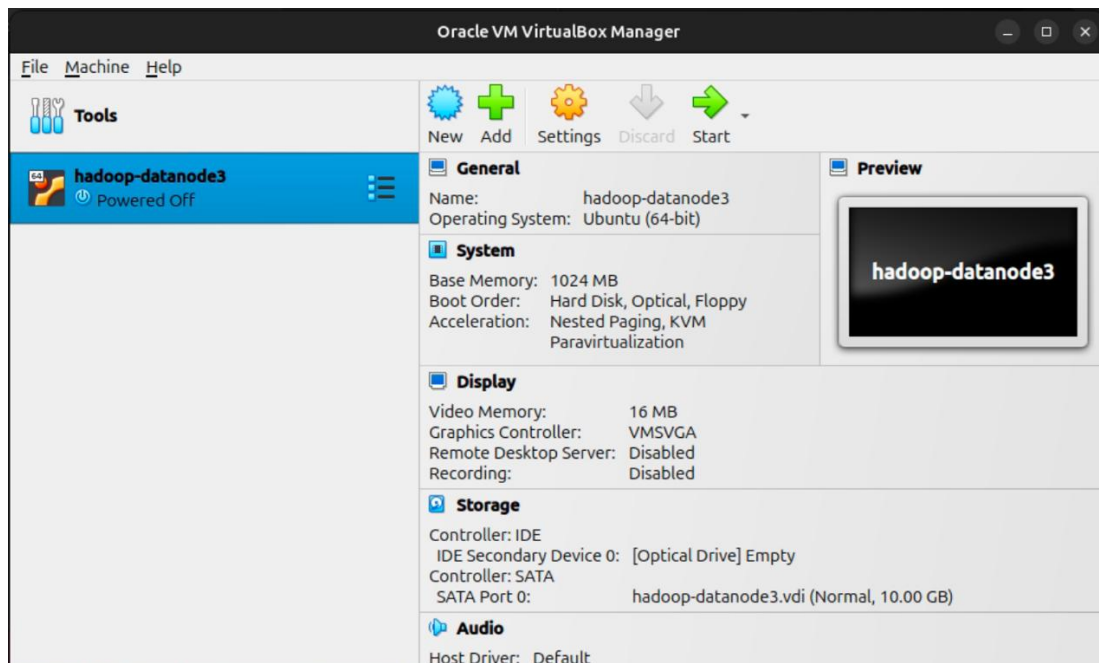 Oracle VM VirtualBox Manager
File Machine Help
Tools
New Add Settings Discard Start
64 hadoop-datanode3
Powered Off
General
Name: hadoop-datanode3
Operating System: Ubuntu (64-bit)
System
Base Memory: 1024 MB
Boot Order: Hard Disk, Optical, Floppy
Acceleration: Nested Paging, KVM
Paravirtualization
Preview
hadoop-datanode3
Display
Video Memory: 16 MB
Graphics Controller: VMSVGA
Remote Desktop Server: Disabled
Recording: Disabled
Storage
Controller: IDE
IDE Secondary Device 0: [Optical Drive] Empty
Controller: SATA
SATA Port 0: hadoop-datanode3.vdi (Normal, 10.00 GB)
Audio
Host Driver: Default